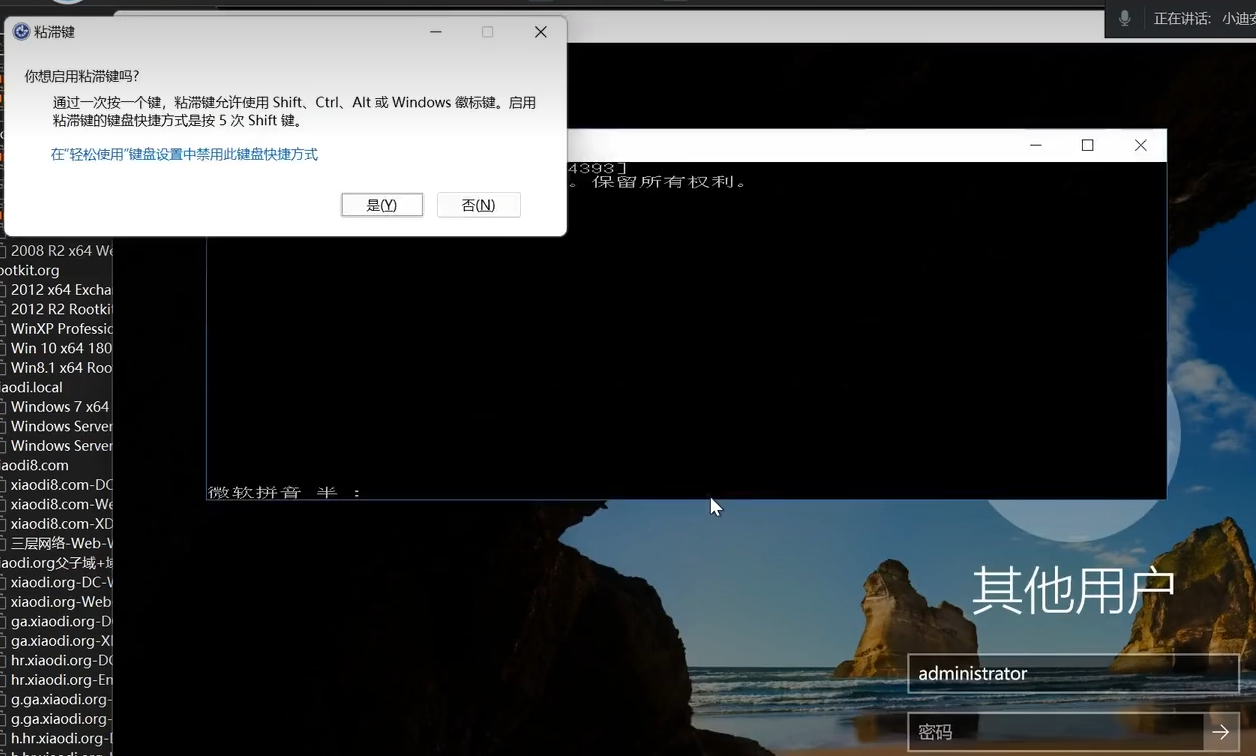 粘滞键
正在讲话: 小迪安
你想启用粘滞键吗?
通过一次按一个键，粘滞键允许使用 Shift、Ctrl、Alt 或 Windows 徽标键。启用
粘滞键的键盘快捷方式是按 5 次 Shift 键。
在"轻松使用"键盘设置中禁用此键盘快捷方式
是(Y)
否(N)
4393]
。保留所有权利。
2008 R2 x64 We
ootkit.org
2012 x64 Excha
2012 R2 Rootki
WinXP Professio
Win 10 x64 180
Win8.1 x64 Roo
iaodi.local
Windows 7 x64
Windows Server
Windows Server
iaodi8.com
xiaodi8.com-DC
xiaodi8.com-We
xiaodi8.com-XD
三层网络-Web-W
iaodi.org父子域+域
xiaodi.org-DC-W
xiaodi.org-Web
ga.xiaodi.org-D
ga.xiaodi.org-XI
hr.xiaodi.org-DC
hr.xiaodi.org-En
g.ga.xiaodi.org-
g.ga.xiaodi.org-
h.hr.xiaodi.org-
h.hr.xiaodi.org-
微软拼音 半 :
其他用户
administrator
密码